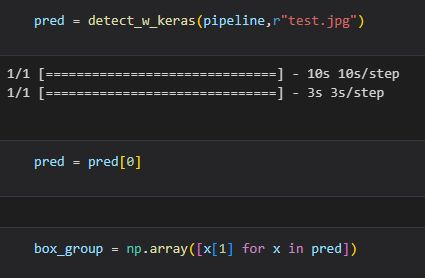 pred = detect_w_keras(pipeline,r"test.jpg")
1/1 [==============================] - 10s 10s/step
1/1 [==============================] - 3s 3s/step
pred = pred[0]
box_group = np.array([x[1] for x in pred])